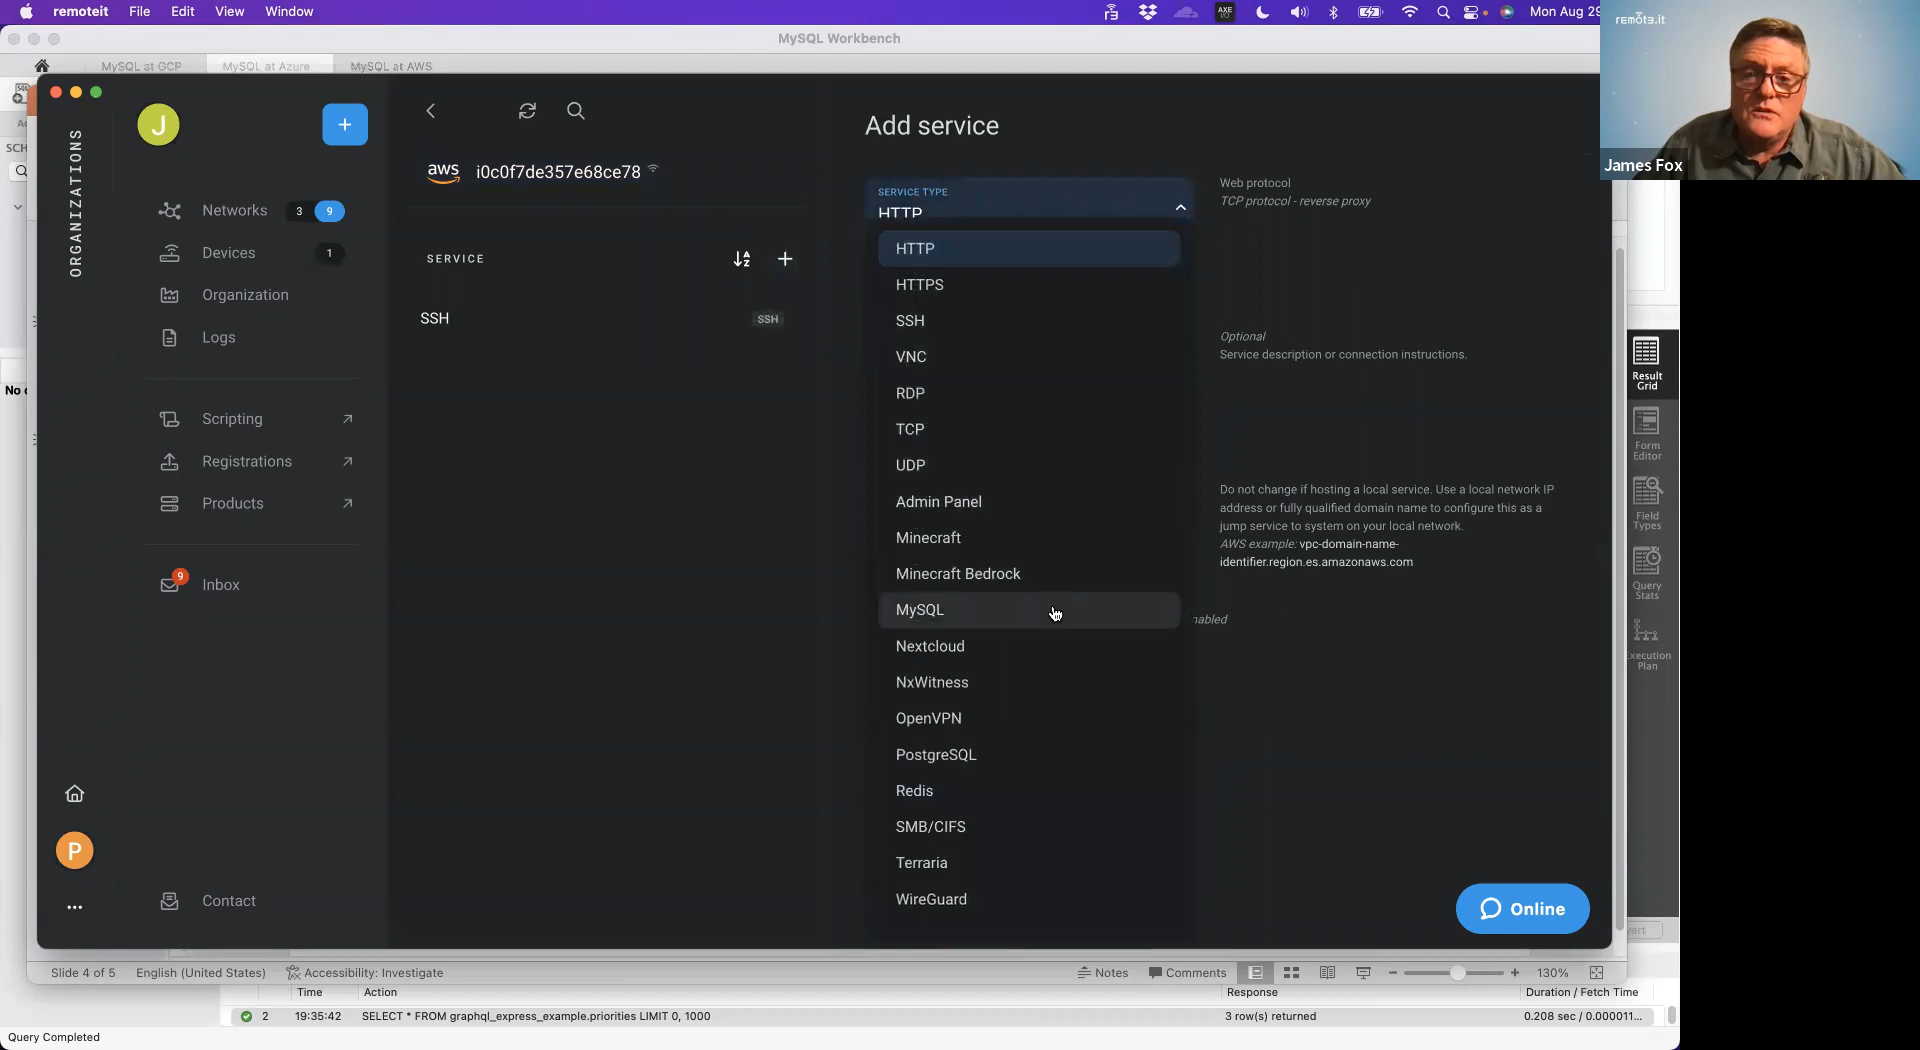 remoteit File Edit View Window
AXE
I/O
Mon Aug 29
remote.it
James Fox
MySQL Workbench
MySQL at GCP MySQL at Azure MySQL at AWS
SCH
No
ORGANIZATIONS
J
+
Networks 3 9
Devices 1
Organization
Logs
Scripting
Registrations
Products
9
Inbox
P
...
Contact
aws i0c0f7de357e68ce78
SERVICE
SSH SSH
Add service
SERVICE TYPE
HTTP
HTTP
HTTPS
SSH
VNC
RDP
TCP
UDP
Admin Panel
Minecraft
Minecraft Bedrock
MySQL
Nextcloud
NxWitness
OpenVPN
PostgreSQL
Redis
SMB/CIFS
Terraria
WireGuard
Web protocol
TCP protocol - reverse proxy
Optional
Service description or connection instructions.
Do not change if hosting a local service. Use a local network IP
address or fully qualified domain name to configure this as a
jump service to system on your local network.
AWS example: vpc-domain-name-
identifier.region.es.amazonaws.com
nabled
Online
Result
Grid
Form
Editor
Field
Types
Query
Stats
Execution
Plan
vert
Slide 4 of 5 English (United States) Accessibility: Investigate Notes Comments 130%
Time Action Response Duration / Fetch Time
2 19:35:42 SELECT * FROM graphql_express_example.priorities LIMIT 0, 1000 3 row(s) returned 0.208 sec / 0.000011...
Query Completed